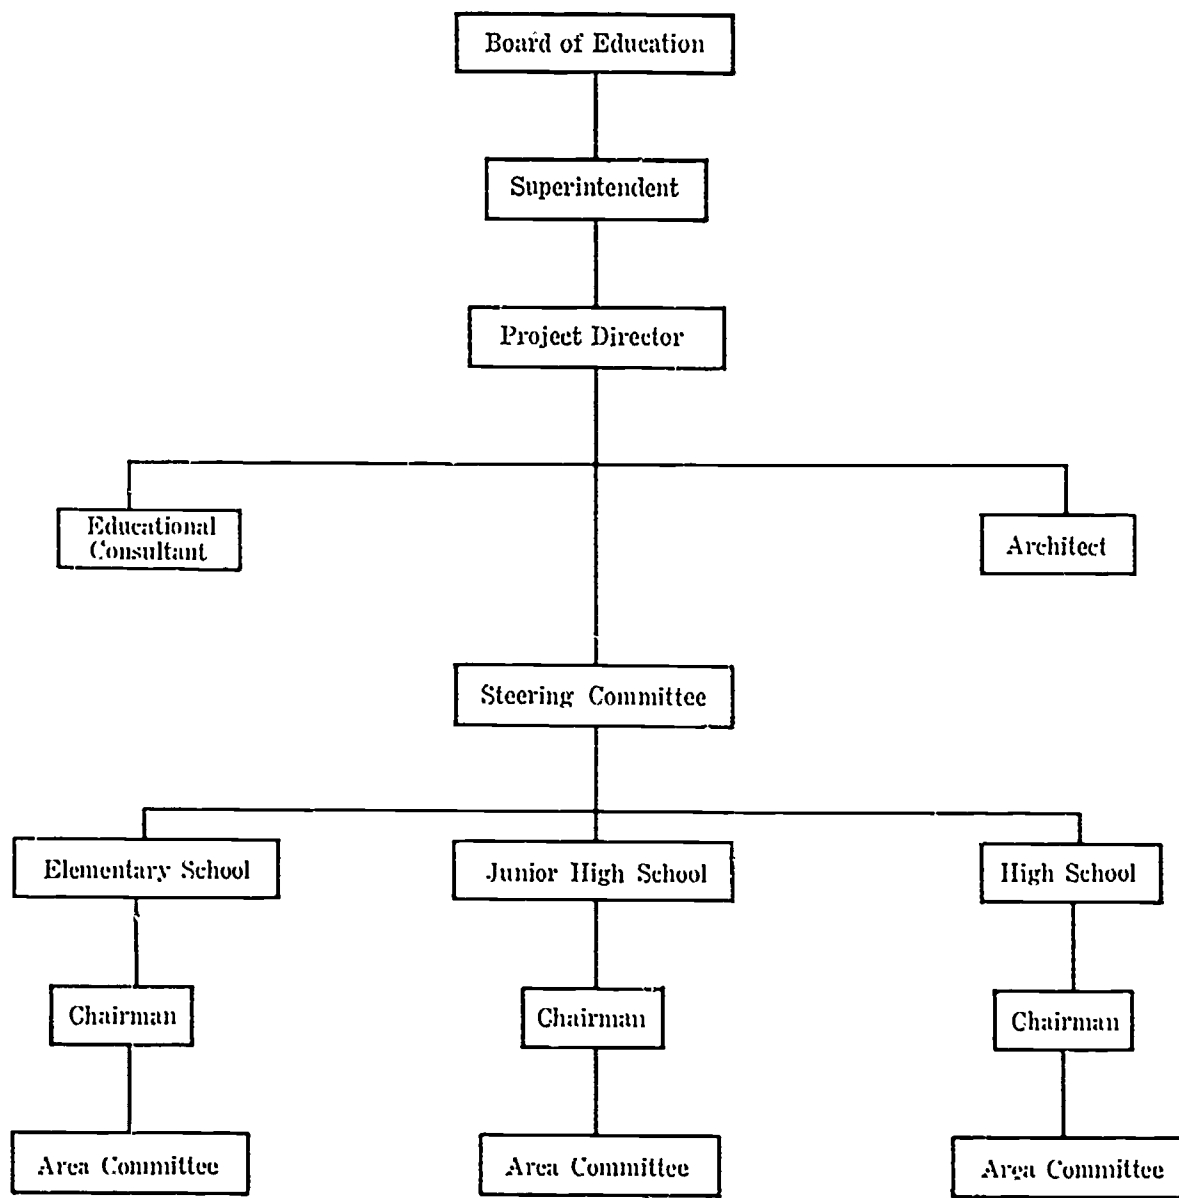 Board of Education
Superintendent
Project Director
Educational
Consultant
Architect
Steering Committee
Elementary School
Junior High School
High School
Chairman
Chairman
Chairman
Area Committee
Area Committee
Area Committee